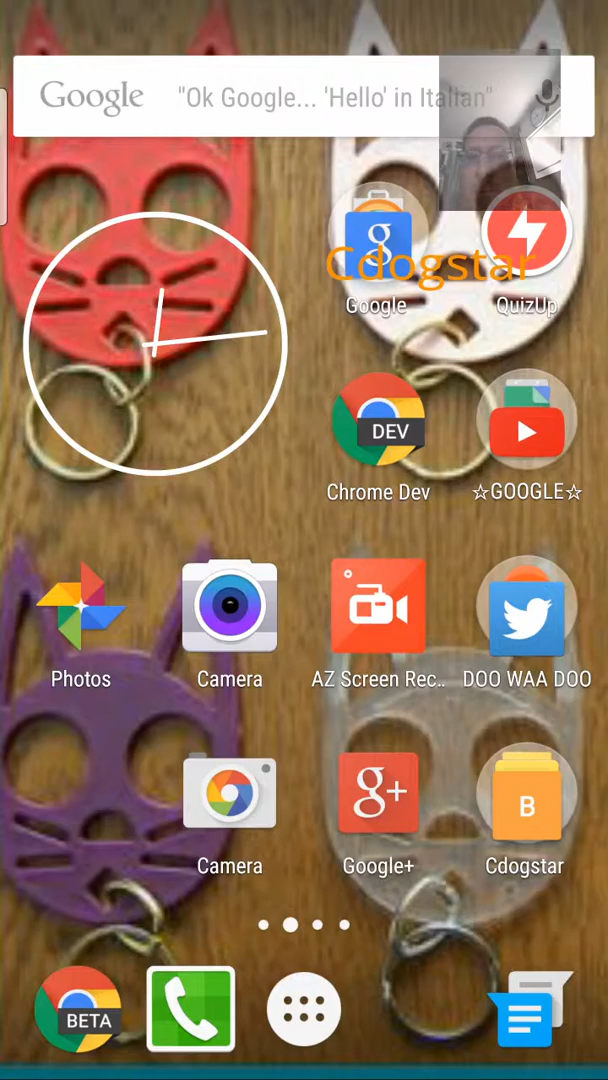 Google "Ok Google... 'Hello' in Italian"
Cdogstar
g
Google QuizUp
DEV
Chrome Dev ☆GOOGLE☆
Photos Camera AZ Screen Rec.. DOO WAA DOO
g+ B
Camera Google+ Cdogstar
BETA